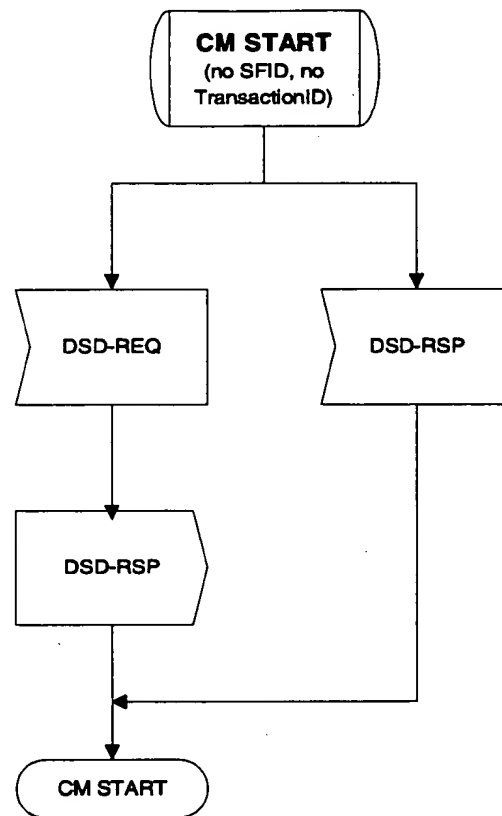 CM START
(no SFID, no
TransactionID)
DSD-REQ
DSD-RSP
DSD-RSP
CM START